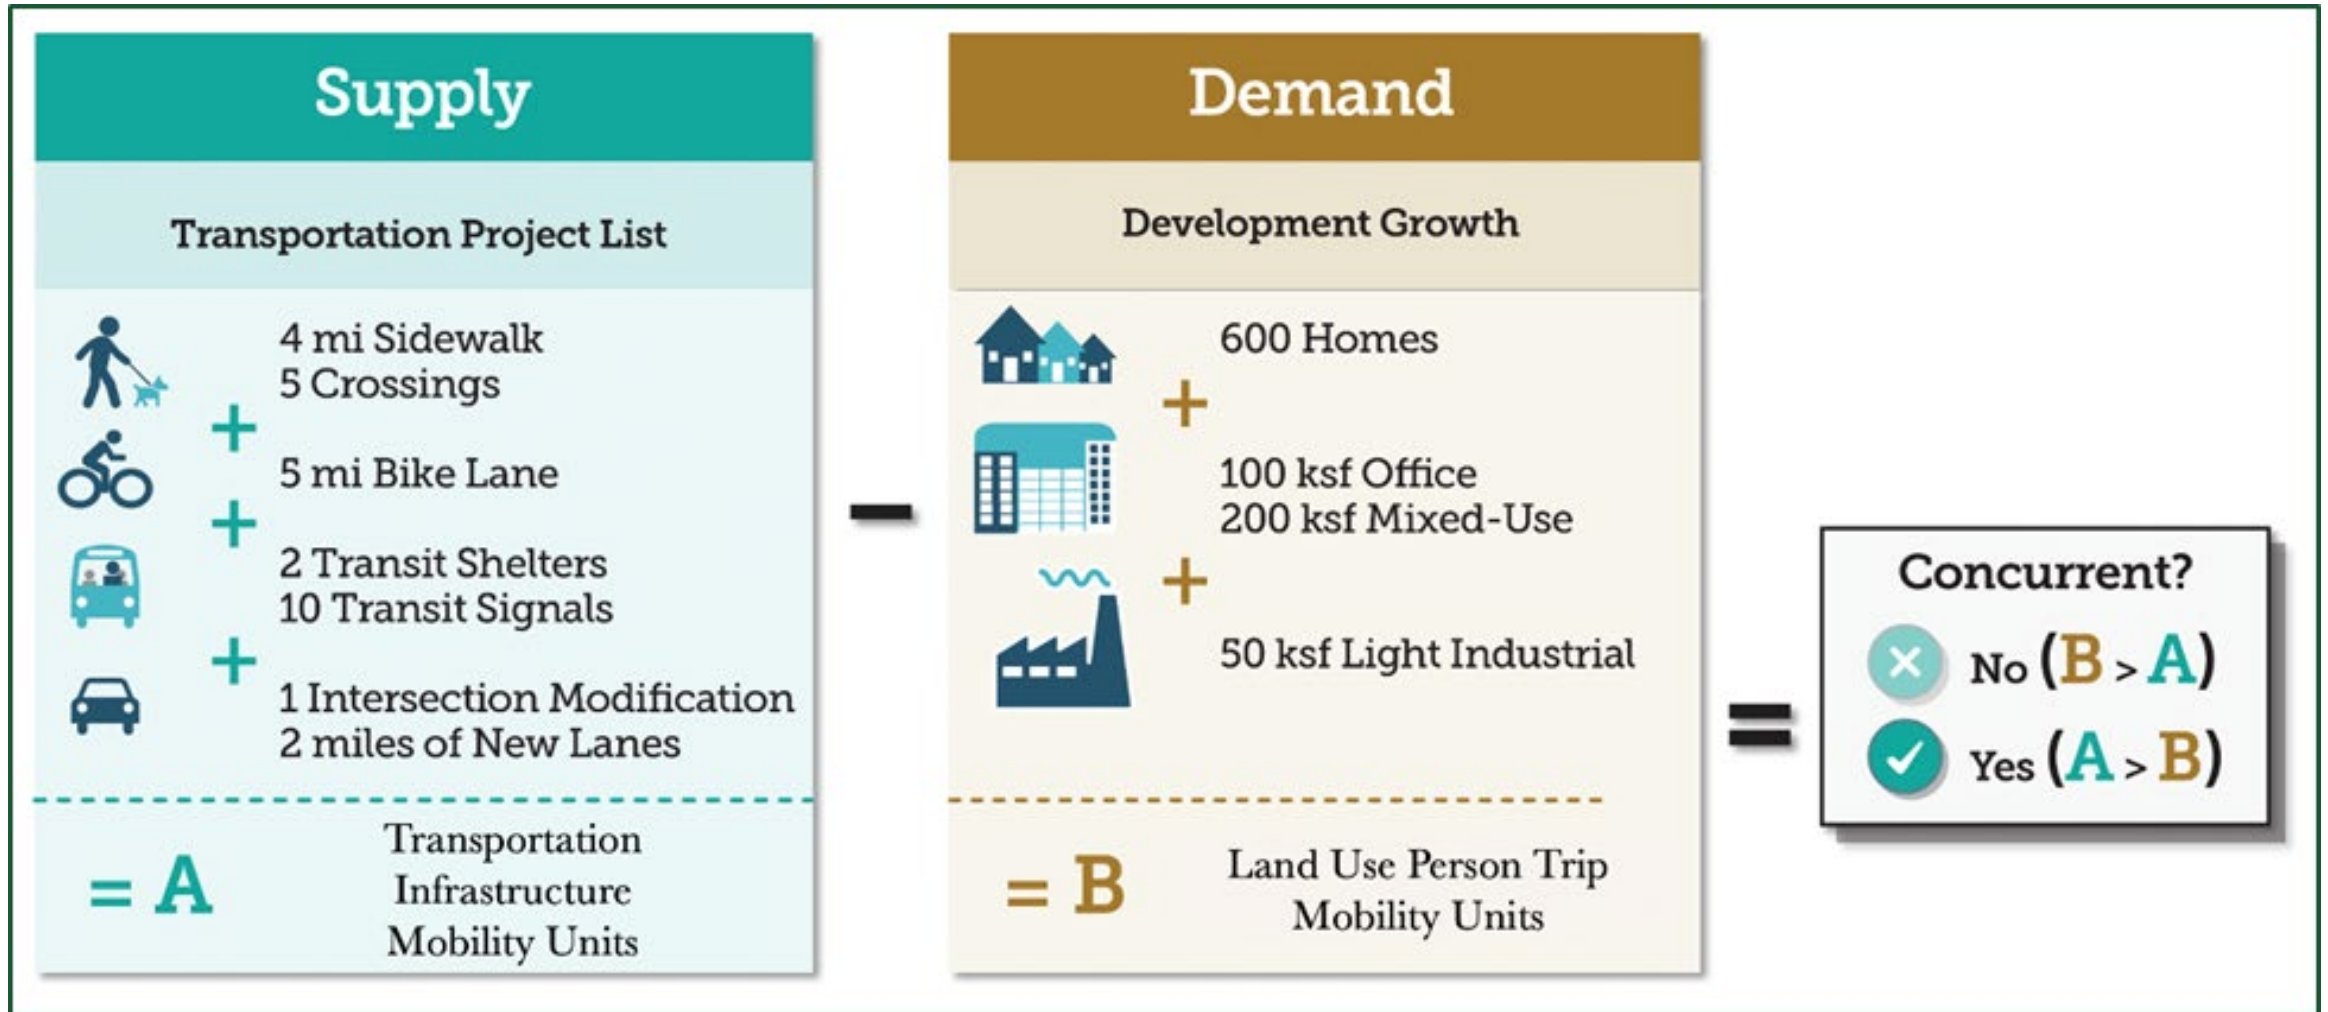 Supply
Transportation Project List
4 mi Sidewalk
5 Crossings
+
5 mi Bike Lane
+
2 Transit Shelters
10 Transit Signals
+
1 Intersection Modification
2 miles of New Lanes
= A
Transportation
Infrastructure
Mobility Units
–
Demand
Development Growth
600 Homes
+
100 ksf Office
200 ksf Mixed-Use
+
50 ksf Light Industrial
= B
Land Use Person Trip
Mobility Units
=
Concurrent?
No (B > A)
Yes (A > B)